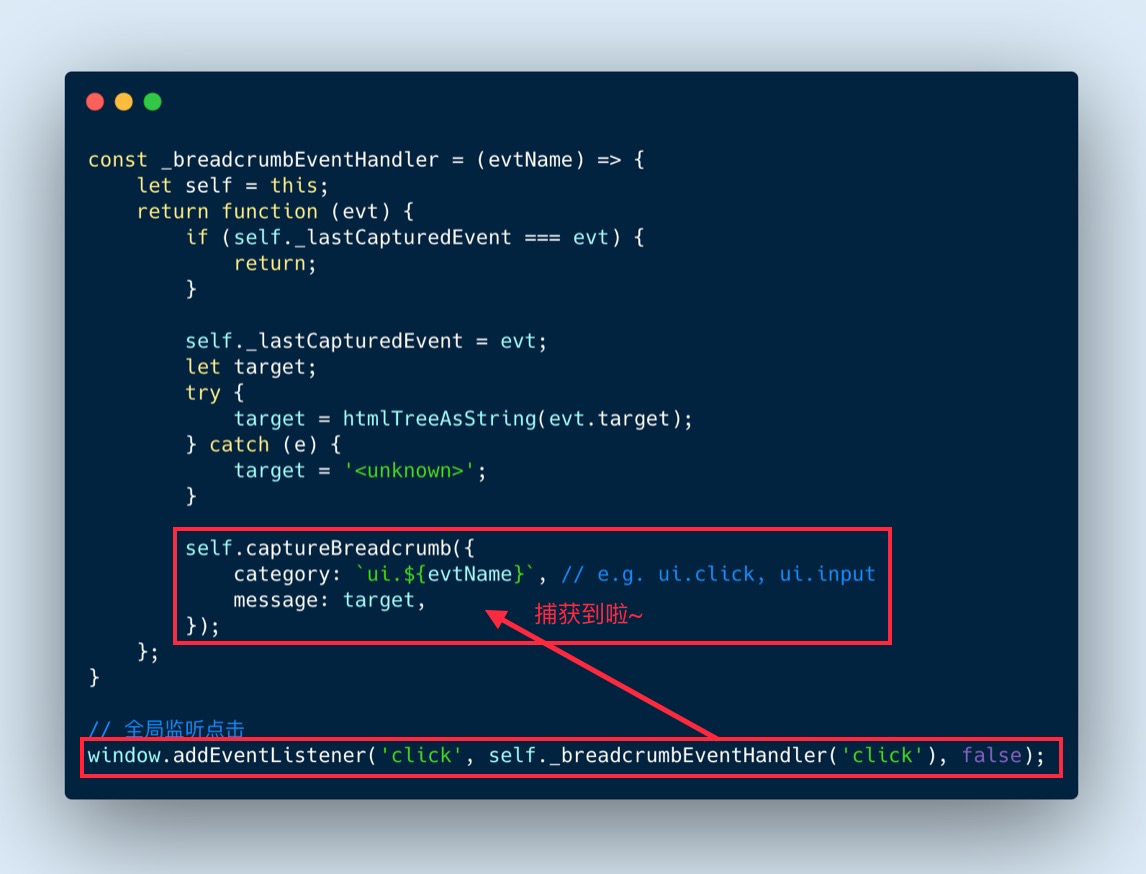 const _breadcrumbEventHandler = (evtName) => {
    let self = this;
    return function (evt) {
        if (self._lastCapturedEvent === evt) {
            return;
        }

        self._lastCapturedEvent = evt;
        let target;
        try {
            target = htmlTreeAsString(evt.target);
        } catch (e) {
            target = '<unknown>';
        }

        self.captureBreadcrumb({
            category: `ui.${evtName}`, // e.g. ui.click, ui.input
            message: target,
捕获到啦~
        });
    };
}

// 全局监听点击
window.addEventListener('click', self._breadcrumbEventHandler('click'), false);